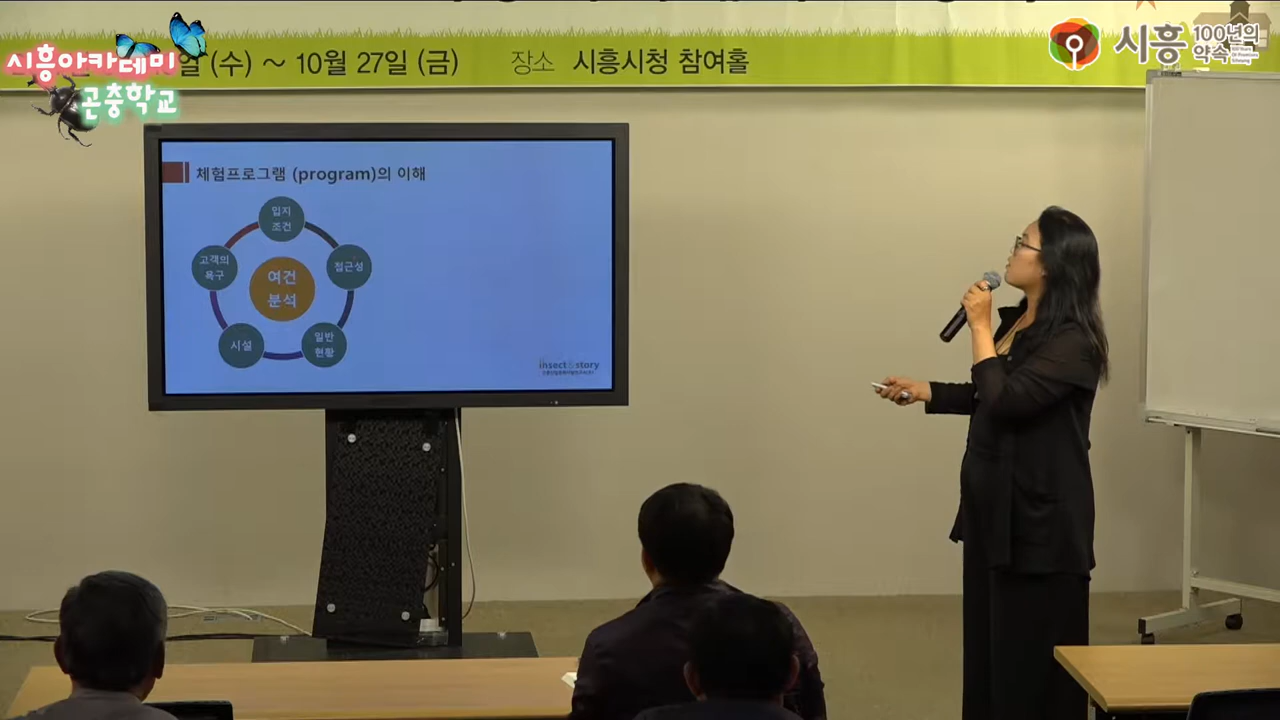 시흥아카데미
곤충학교
일 (수) ~ 10월 27일 (금)
장소 시흥시청 참여홀
시흥 100년의
약속
체험프로그램 (program)의 이해
입지
조건
고객의
욕구
접근성
여건
분석
시설
일반
현황
insect&story